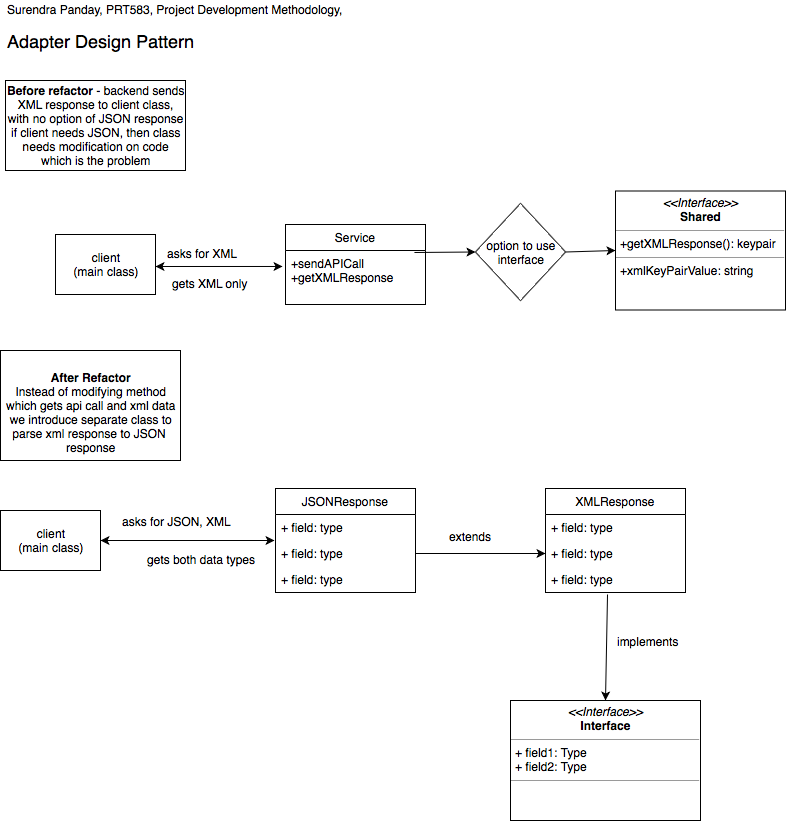 Surendra Panday, PRT583, Project Development Methodology,
Adapter Design Pattern
Before refactor - backend sends
XML response to client class,
with no option of JSON response
if client needs JSON, then class
needs modification on code
which is the problem
client
(main class)
asks for XML
gets XML only
Service
+sendAPICall
+getXMLResponse
option to use
interface
<<Interface>>
Shared
+getXMLResponse(): keypair
+xmlKeyPairValue: string
After Refactor
Instead of modifying method
which gets api call and xml data
we introduce separate class to
parse xml response to JSON
response
client
(main class)
asks for JSON, XML
gets both data types
JSONResponse
+ field: type
+ field: type
+ field: type
extends
XMLResponse
+ field: type
+ field: type
+ field: type
implements
<<Interface>>
Interface
+ field1: Type
+ field2: Type